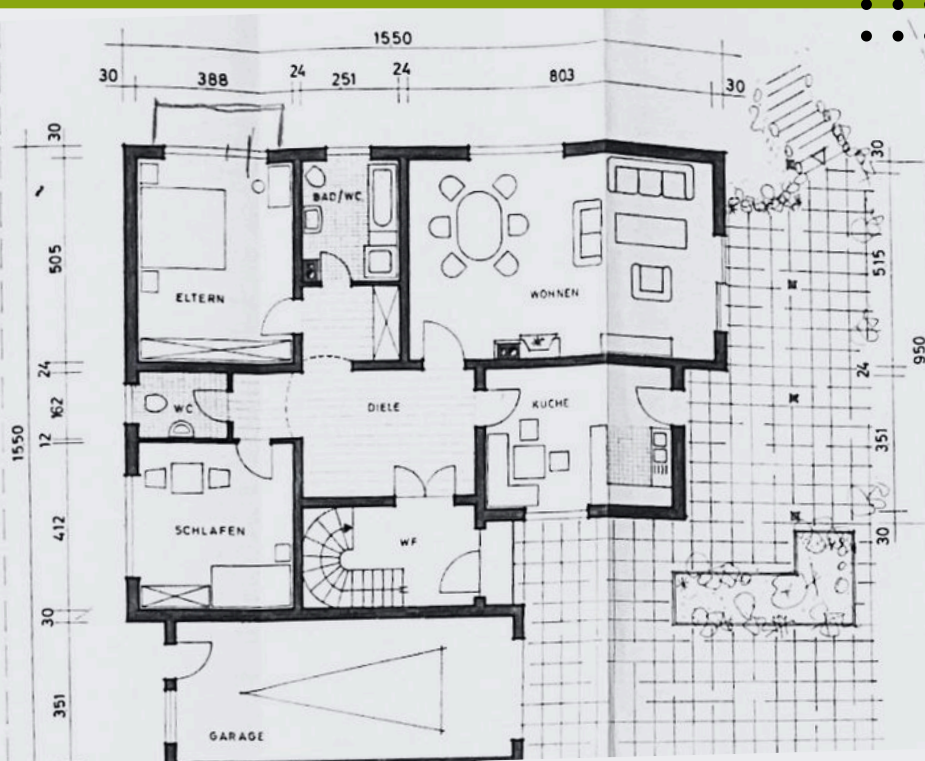 1550
30 388 24 251 24 803 30
30
505
24
162
12
412
30
351
1550
ELTERN
BAD/WC
WOHNEN
WC
DIELE
KÜCHE
SCHLAFEN
WF
GARAGE
30
515
24
351
30
950